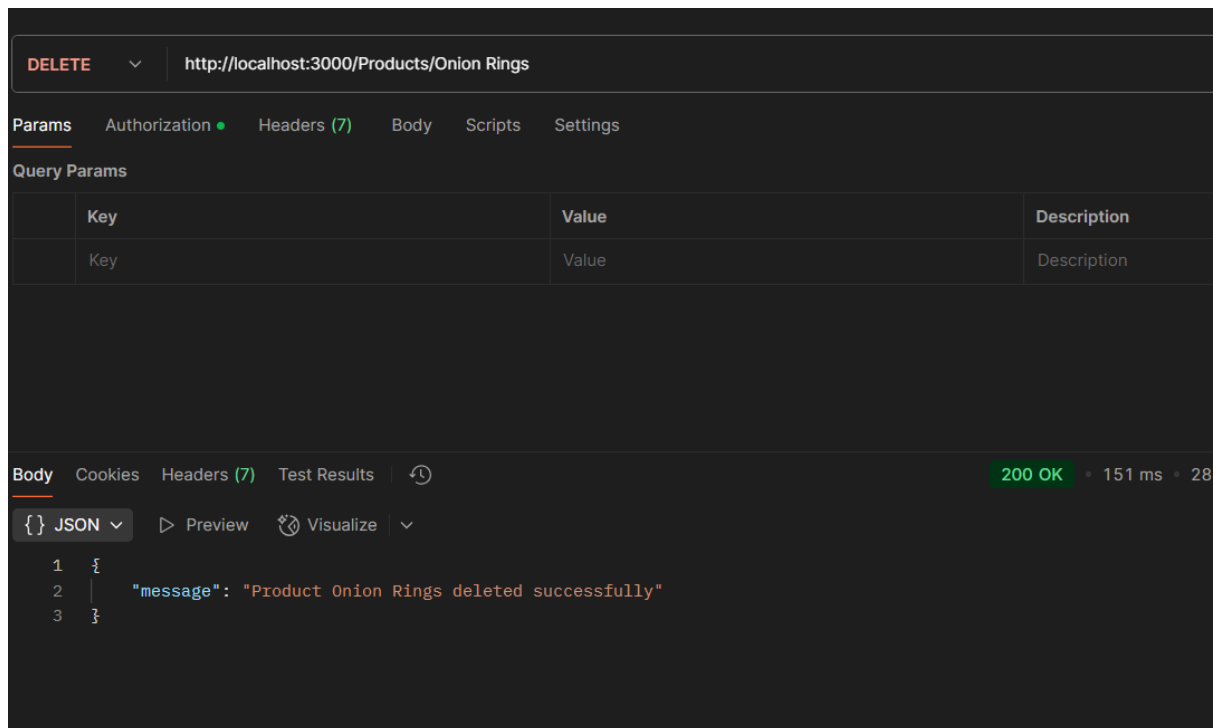 DELETE http://localhost:3000/Products/Onion Rings
Params Authorization Headers (7) Body Scripts Settings
Query Params
Key Value Description
Key Value Description
Body Cookies Headers (7) Test Results 200 OK • 151 ms • 28
{} JSON Preview Visualize
1 {
2 "message": "Product Onion Rings deleted successfully"
3 }